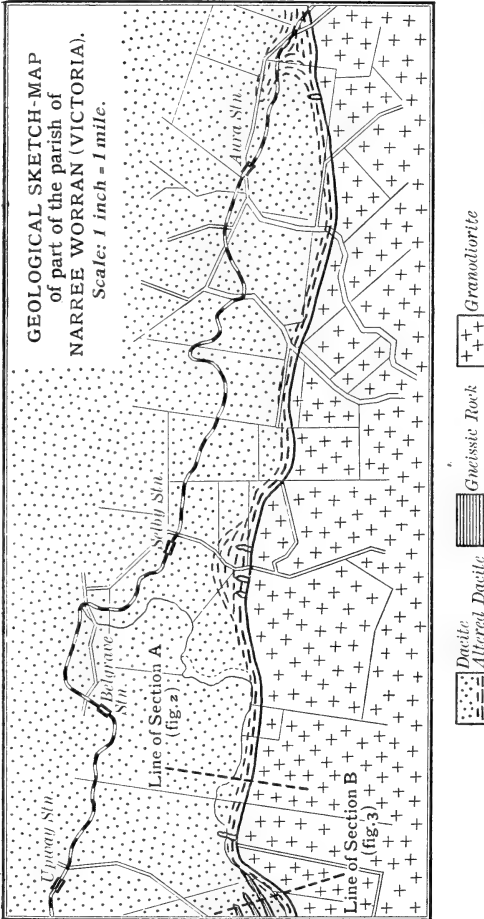 GEOLOGICAL SKETCH-MAP
of part of the parish of
NARREE WORRAN (VICTORIA).
Scale: 1 inch = 1 mile.
Upway Stn.
Belgrave
Stn.
Selby Stn.
Aura Stn.
Line of Section A
(fig. 2)
Line of Section B
(fig. 3)
Dacite
Altered Dacite
Gneissic Rock
Granodiorite